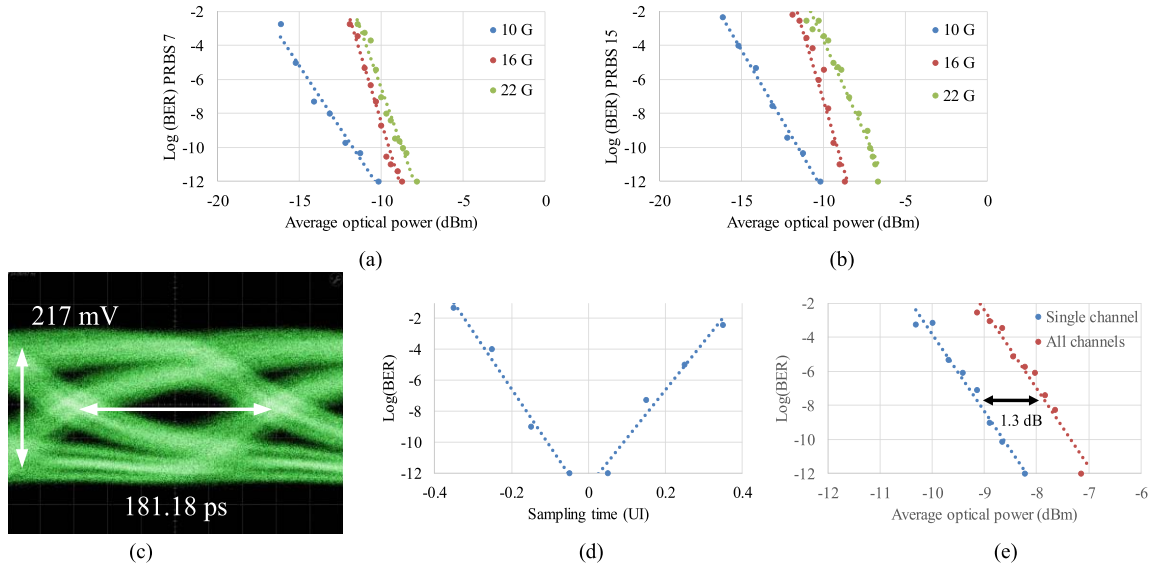 -2
-4
-6
-8
-10
-12
-20
-15
-10
-5
0
Log (BER) PRBS 7
Average optical power (dBm)
10 G
16 G
22 G
(a)
-2
-4
-6
-8
-10
-12
-20
-15
-10
-5
0
Log (BER) PRBS 15
Average optical power (dBm)
10 G
16 G
22 G
(b)
217 mV
181.18 ps
(c)
-2
-4
-6
-8
-10
-12
-0.4
-0.2
0
0.2
0.4
Log(BER)
Sampling time (UI)
(d)
-2
-4
-6
-8
-10
-12
-12
-11
-10
-9
-8
-7
-6
Log(BER)
Average optical power (dBm)
Single channel
All channels
1.3 dB
(e)